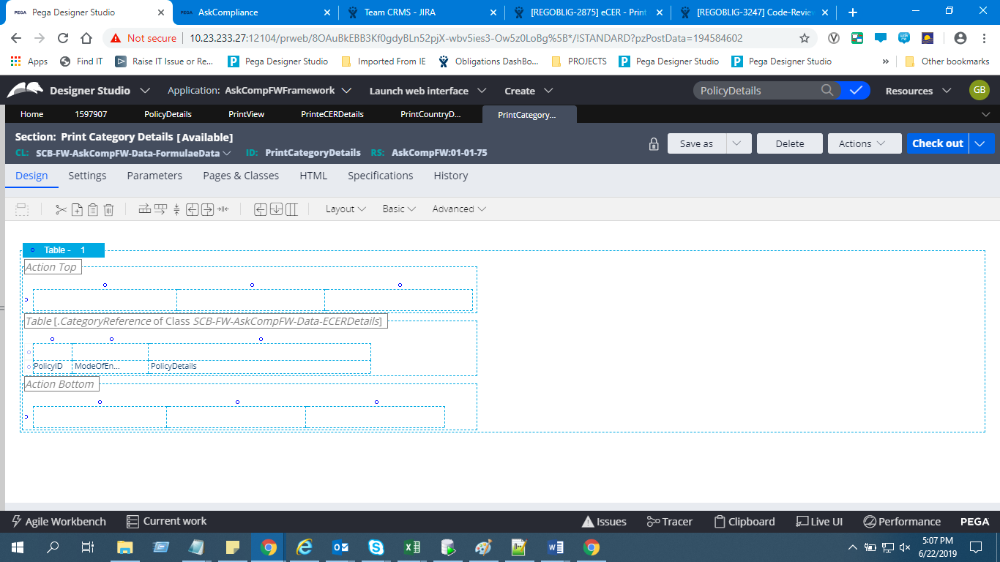 PEGA Pega Designer Studio
PEGA AskCompliance
Team CRMS - JIRA
[REGOBLIG-2875] eCER - Print
[REGOBLIG-3247] Code-Review
Not secure 10.23.233.27:12104/prweb/8OAuBkEBB3Kf0gdyBLn52pjX-wbv5ies3-Ow5z0LoBg%5B*/!STANDARD?pzPostData=194584602
Apps Find IT Raise IT Issue or Re... Pega Designer Studio Imported From IE Obligations DashBo... PROJECTS Pega Designer Studio Pega Designer Studio » Other bookmarks
Designer Studio Application: AskCompFWFramework Launch web interface Create PolicyDetails Resources GB
Home 1597907 PolicyDetails PrintView PrinteCERDetails PrintCountryD... PrintCategory...
Section: Print Category Details [Available]
CL: SCB-FW-AskCompFW-Data-FormulaeData ID: PrintCategoryDetails RS: AskCompFW:01-01-75
Save as Delete Actions Check out
Design Settings Parameters Pages & Classes HTML Specifications History
Layout Basic Advanced
Table - 1
Action Top
Table [.CategoryReference of Class SCB-FW-AskCompFW-Data-ECERDetails]
PolicyID ModeOfEn... PolicyDetails
Action Bottom
Agile Workbench Current work Issues Tracer Clipboard Live UI Performance PEGA
5:07 PM
6/22/2019